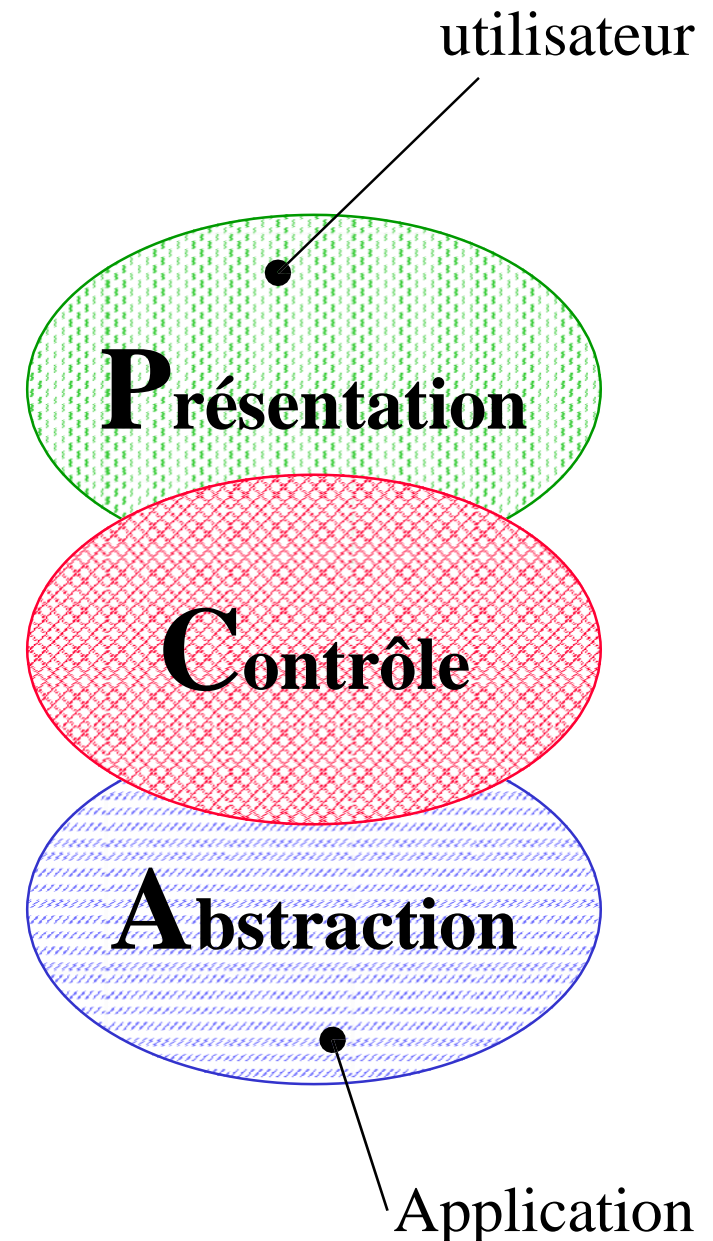 utilisateur
Présentation
Contrôle
Abstraction
Application